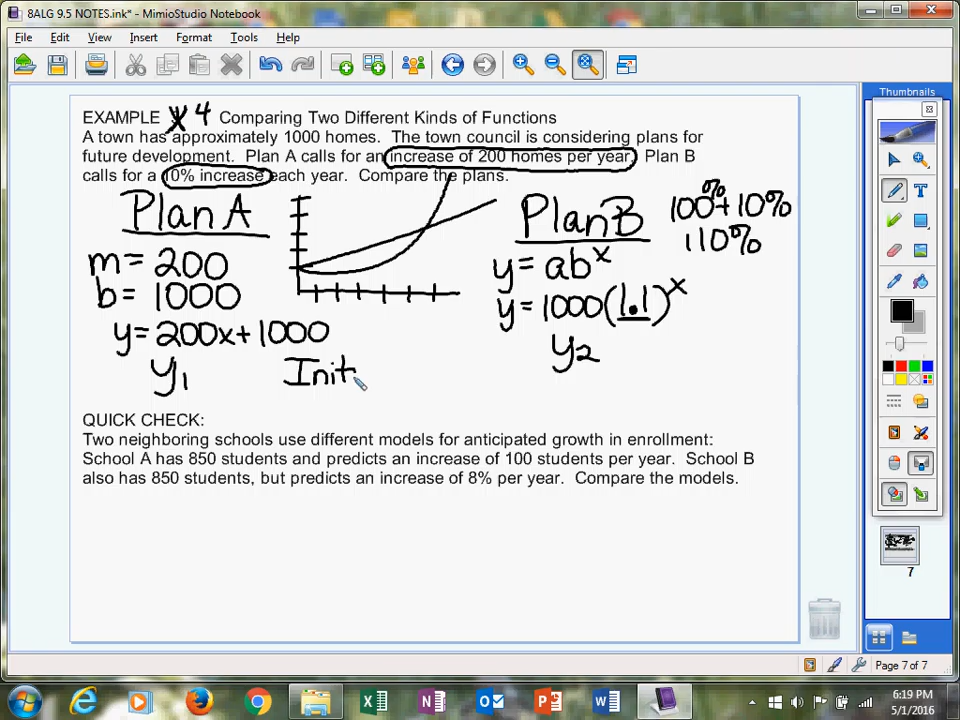 8ALG 9.5 NOTES.ink* - MimioStudio Notebook
File Edit View Insert Format Tools Help
EXAMPLE 4 Comparing Two Different Kinds of Functions
A town has approximately 1000 homes. The town council is considering plans for
future development. Plan A calls for an increase of 200 homes per year. Plan B
calls for a 10% increase each year. Compare the plans.
Plan A
m = 200
b = 1000
y = 200x + 1000
y₁
Init
Plan B
y = abˣ
y = 1000(1.1)ˣ
y₂
100% + 10%
110%
QUICK CHECK:
Two neighboring schools use different models for anticipated growth in enrollment:
School A has 850 students and predicts an increase of 100 students per year. School B
also has 850 students, but predicts an increase of 8% per year. Compare the models.
Thumbnails
T
7
Page 7 of 7
6:19 PM
5/1/2016